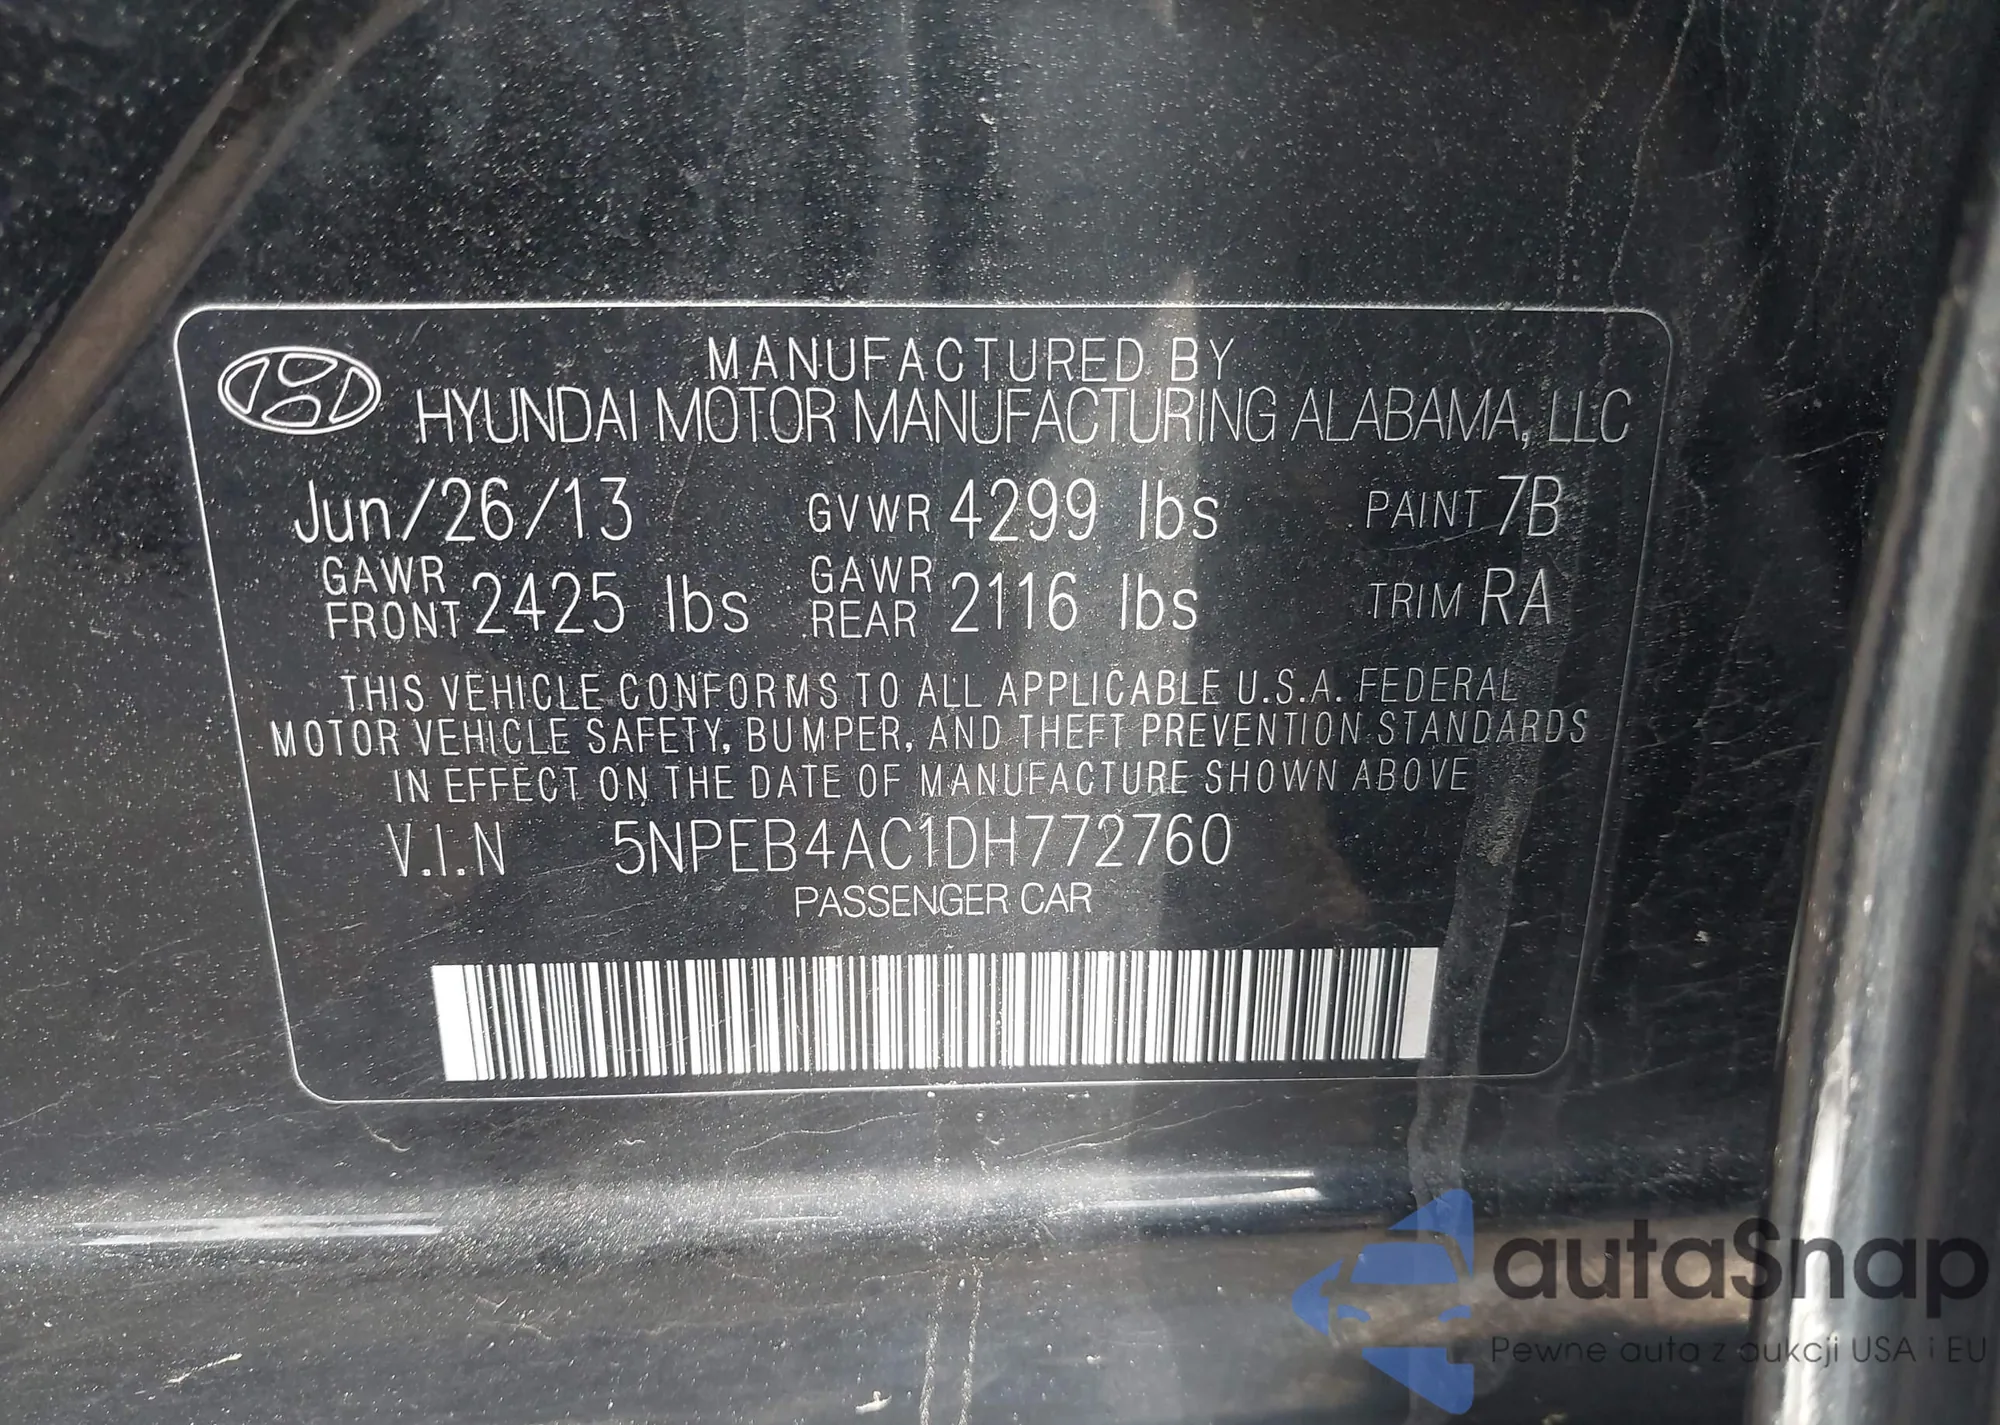 MANUFACTURED BY
HYUNDAI MOTOR MANUFACTURING ALABAMA, LLC
Jun/26/13 GVWR 4299 lbs PAINT 7B
GAWR FRONT 2425 lbs GAWR REAR 2116 lbs TRIM RA
THIS VEHICLE CONFORMS TO ALL APPLICABLE U.S.A. FEDERAL
MOTOR VEHICLE SAFETY, BUMPER, AND THEFT PREVENTION STANDARDS
IN EFFECT ON THE DATE OF MANUFACTURE SHOWN ABOVE
V.I.N 5NPEB4AC1DH772760
PASSENGER CAR
autaSnap
Pewne auta z aukcji USA i EU